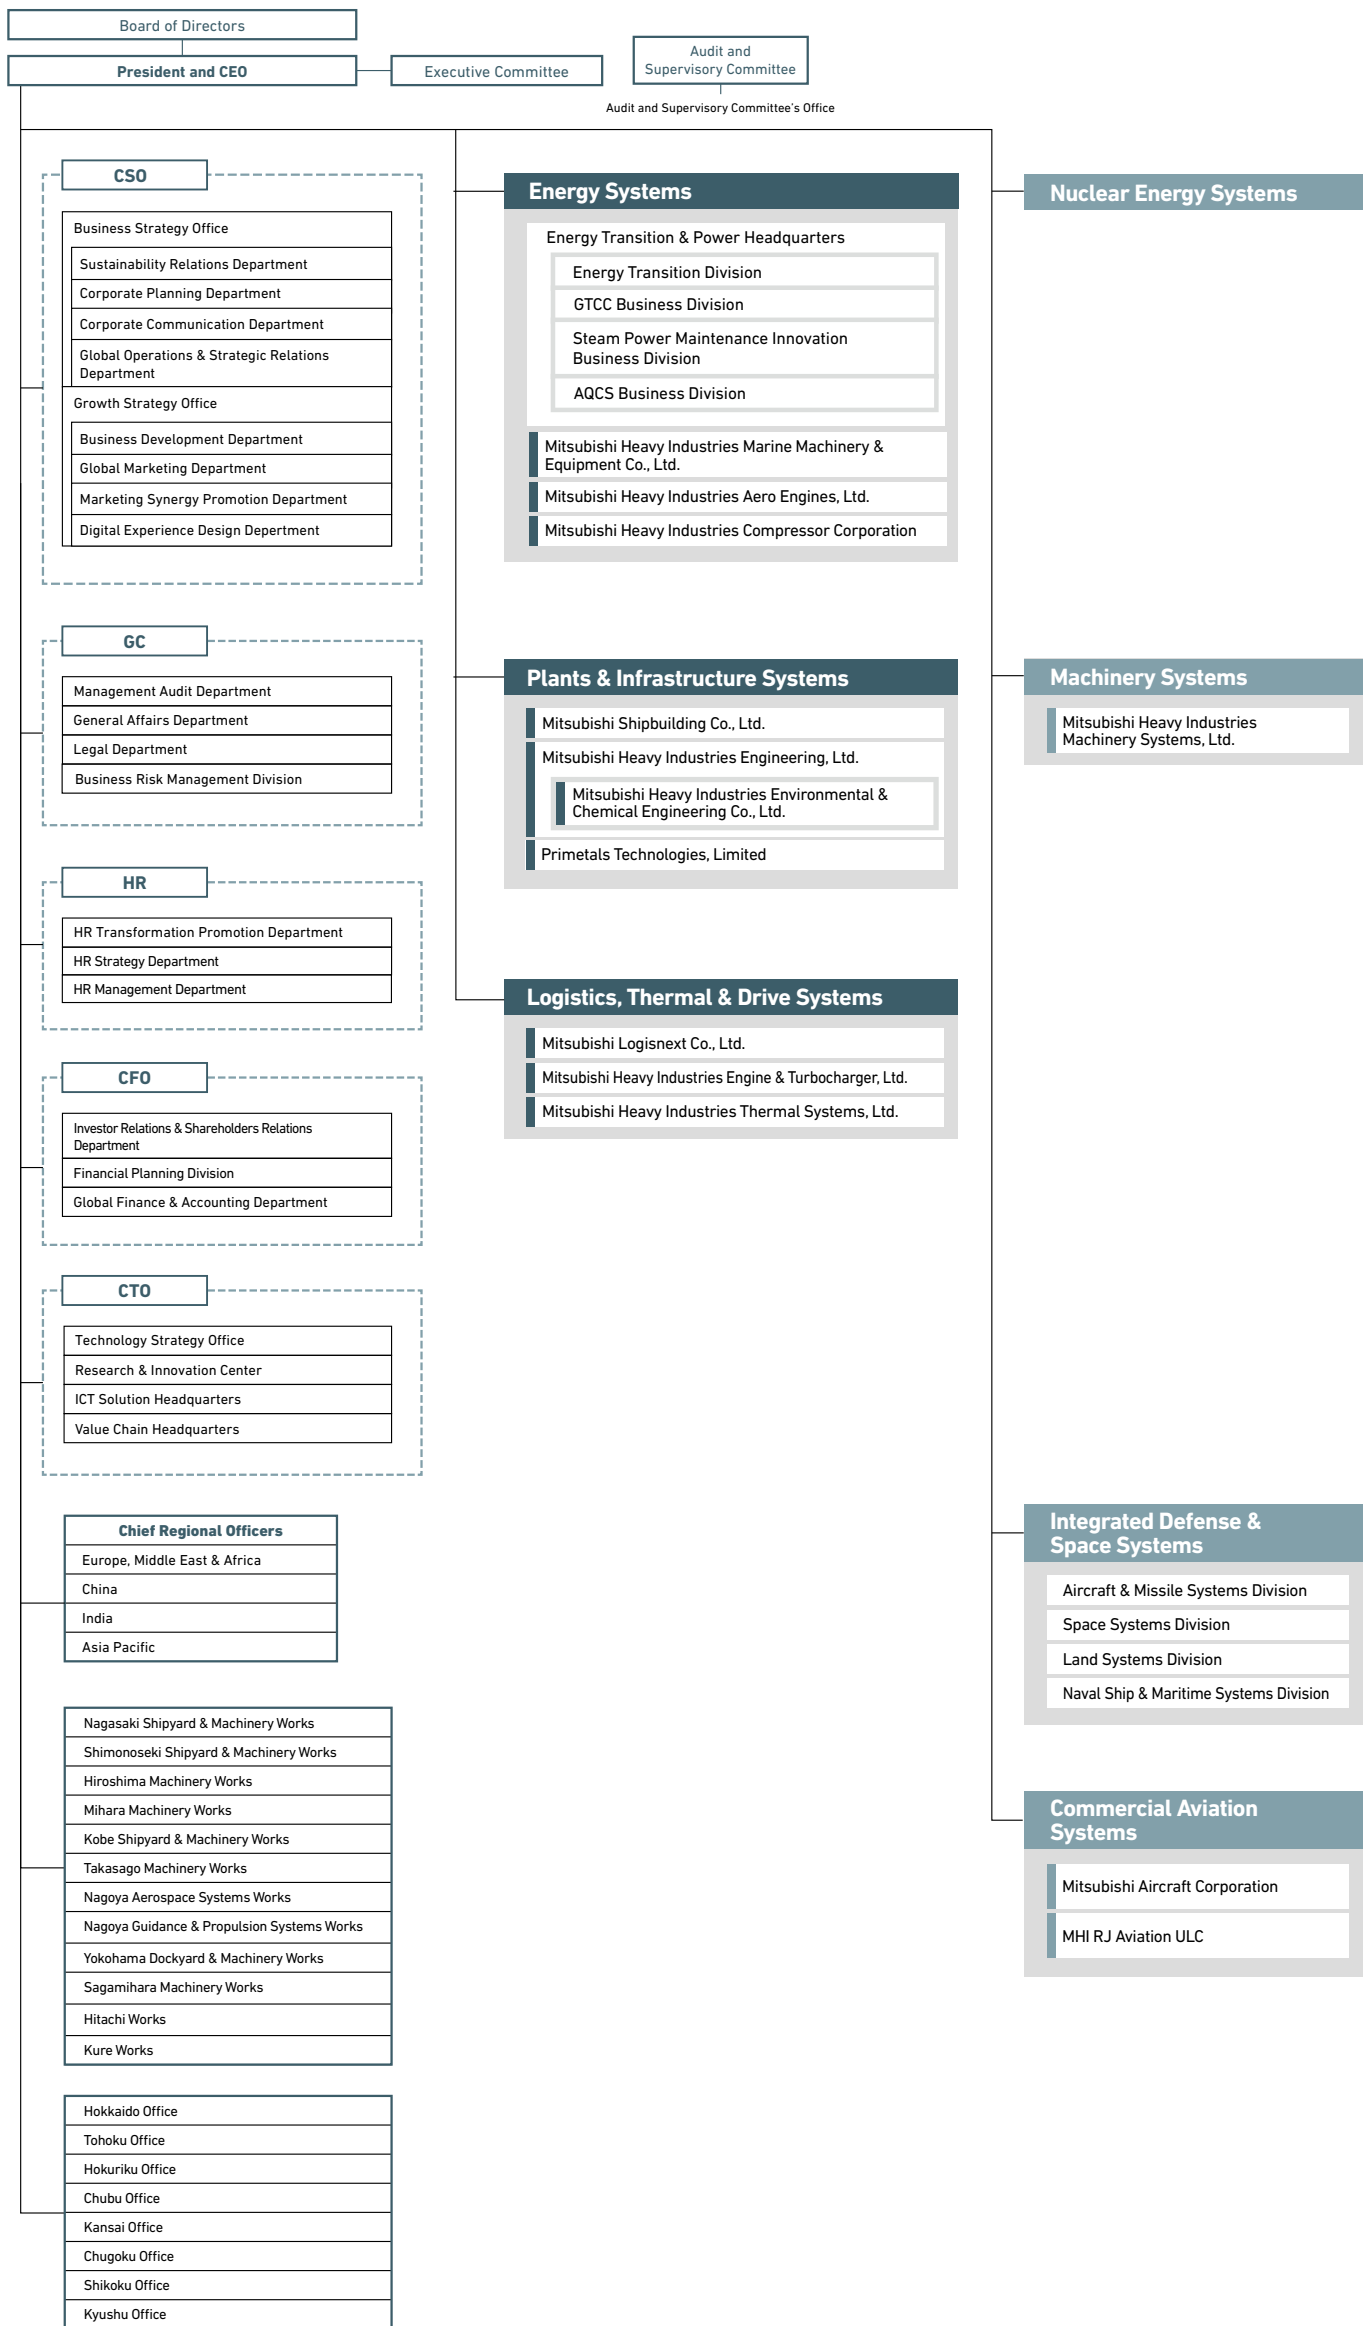 Board of Directors
President and CEO
Executive Committee
Audit and
Supervisory Committee
Audit and Supervisory Committee's Office
CSO
Business Strategy Office
Sustainability Relations Department
Corporate Planning Department
Corporate Communication Department
Global Operations & Strategic Relations
Department
Growth Strategy Office
Business Development Department
Global Marketing Department
Marketing Synergy Promotion Department
Digital Experience Design Depertment
GC
Management Audit Department
General Affairs Department
Legal Department
Business Risk Management Division
HR
HR Transformation Promotion Department
HR Strategy Department
HR Management Department
CFO
Investor Relations & Shareholders Relations
Department
Financial Planning Division
Global Finance & Accounting Department
CTO
Technology Strategy Office
Research & Innovation Center
ICT Solution Headquarters
Value Chain Headquarters
Chief Regional Officers
Europe, Middle East & Africa
China
India
Asia Pacific
Nagasaki Shipyard & Machinery Works
Shimonoseki Shipyard & Machinery Works
Hiroshima Machinery Works
Mihara Machinery Works
Kobe Shipyard & Machinery Works
Takasago Machinery Works
Nagoya Aerospace Systems Works
Nagoya Guidance & Propulsion Systems Works
Yokohama Dockyard & Machinery Works
Sagamihara Machinery Works
Hitachi Works
Kure Works
Hokkaido Office
Tohoku Office
Hokuriku Office
Chubu Office
Kansai Office
Chugoku Office
Shikoku Office
Kyushu Office
Energy Systems
Energy Transition & Power Headquarters
Energy Transition Division
GTCC Business Division
Steam Power Maintenance Innovation
Business Division
AQCS Business Division
Mitsubishi Heavy Industries Marine Machinery &
Equipment Co., Ltd.
Mitsubishi Heavy Industries Aero Engines, Ltd.
Mitsubishi Heavy Industries Compressor Corporation
Plants & Infrastructure Systems
Mitsubishi Shipbuilding Co., Ltd.
Mitsubishi Heavy Industries Engineering, Ltd.
Mitsubishi Heavy Industries Environmental &
Chemical Engineering Co., Ltd.
Primetals Technologies, Limited
Logistics, Thermal & Drive Systems
Mitsubishi Logisnext Co., Ltd.
Mitsubishi Heavy Industries Engine & Turbocharger, Ltd.
Mitsubishi Heavy Industries Thermal Systems, Ltd.
Nuclear Energy Systems
Machinery Systems
Mitsubishi Heavy Industries
Machinery Systems, Ltd.
Integrated Defense &
Space Systems
Aircraft & Missile Systems Division
Space Systems Division
Land Systems Division
Naval Ship & Maritime Systems Division
Commercial Aviation
Systems
Mitsubishi Aircraft Corporation
MHI RJ Aviation ULC